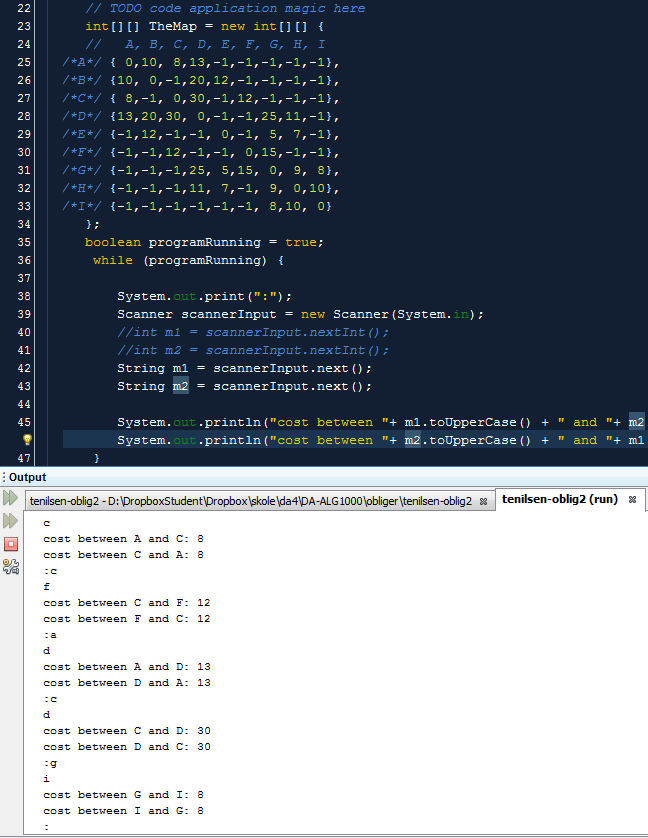 22 // TODO code application magic here
23 int[][] TheMap = new int[][] {
24 //   A, B, C, D, E, F, G, H, I
25 /*A*/ { 0,10, 8,13,-1,-1,-1,-1,-1},
26 /*B*/ {10, 0,-1,20,12,-1,-1,-1,-1},
27 /*C*/ { 8,-1, 0,30,-1,12,-1,-1,-1},
28 /*D*/ {13,20,30, 0,-1,-1,25,11,-1},
29 /*E*/ {-1,12,-1,-1, 0,-1, 5, 7,-1},
30 /*F*/ {-1,-1,12,-1,-1, 0,15,-1,-1},
31 /*G*/ {-1,-1,-1,25, 5,15, 0, 9, 8},
32 /*H*/ {-1,-1,-1,11, 7,-1, 9, 0,10},
33 /*I*/ {-1,-1,-1,-1,-1,-1, 8,10, 0}
34 };
35 boolean programRunning = true;
36 while (programRunning) {
37
38 System.out.print(":");
39 Scanner scannerInput = new Scanner(System.in);
40 //int m1 = scannerInput.nextInt();
41 //int m2 = scannerInput.nextInt();
42 String m1 = scannerInput.next();
43 String m2 = scannerInput.next();
44
45 System.out.println("cost between "+ m1.toUpperCase() + " and "+ m2
System.out.println("cost between "+ m2.toUpperCase() + " and "+ m1
47 }
Output
tenilsen-oblig2 - D:\DropboxStudent\Dropbox\skole\da4\DA-ALG1000\obliger\tenilsen-oblig2
tenilsen-oblig2 (run)
c
cost between A and C: 8
cost between C and A: 8
:c
f
cost between C and F: 12
cost between F and C: 12
:a
d
cost between A and D: 13
cost between D and A: 13
:c
d
cost between C and D: 30
cost between D and C: 30
:g
i
cost between G and I: 8
cost between I and G: 8
: